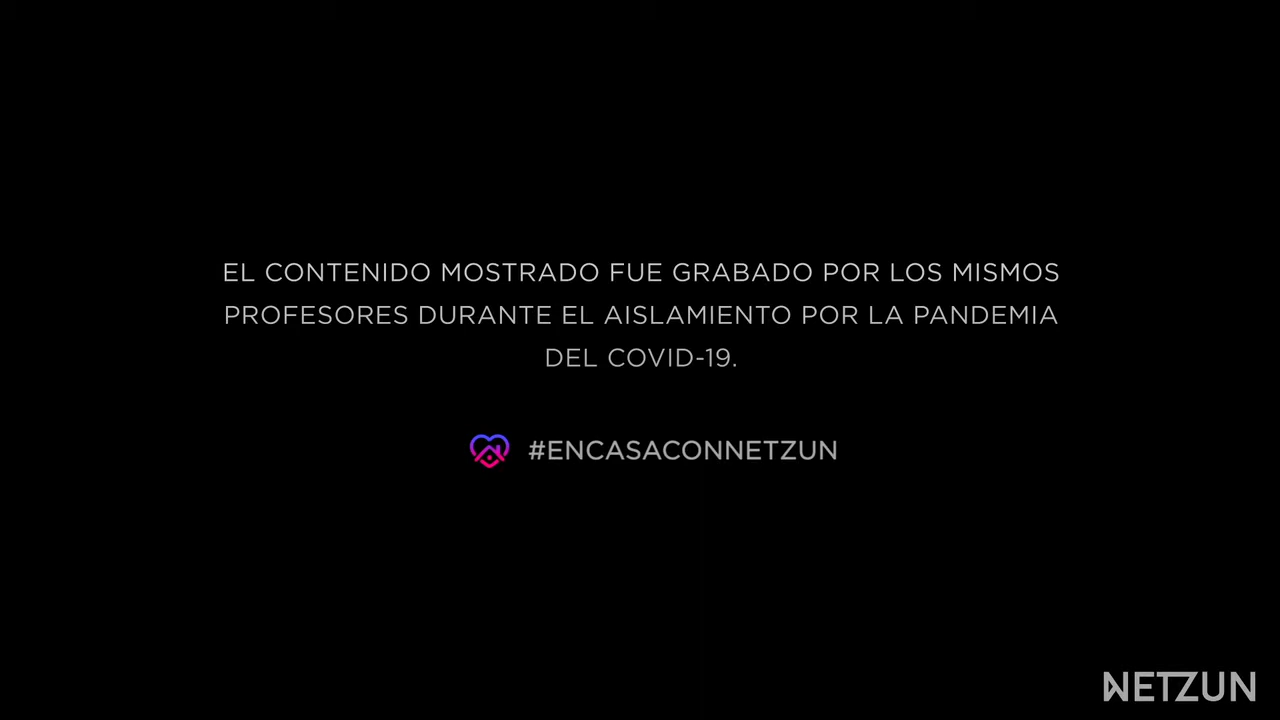 EL CONTENIDO MOSTRADO FUE GRABADO POR LOS MISMOS
PROFESORES DURANTE EL AISLAMIENTO POR LA PANDEMIA
DEL COVID-19.
#ENCASACONNETZUN
NETZUN